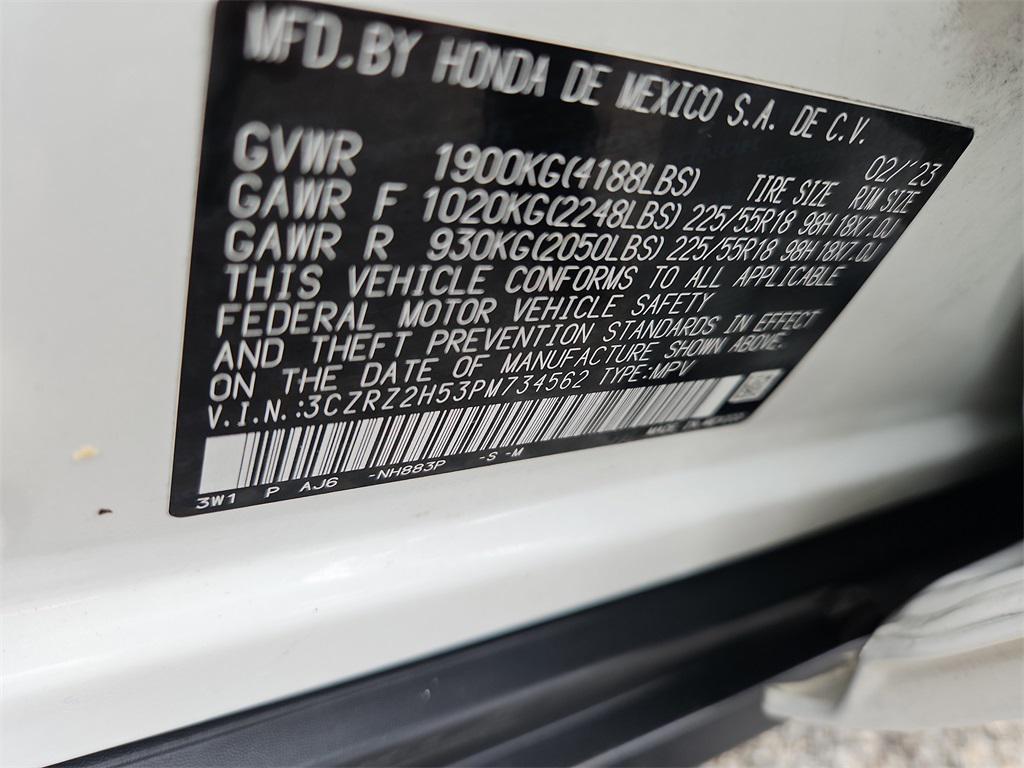 MFD. BY HONDA DE MEXICO S.A. DE C.V.
02/'23
GVWR 1900KG(4188LBS) TIRE SIZE RIM SIZE
GAWR F 1020KG(2248LBS) 225/55R18 98H 18X7.0J
GAWR R 930KG(2050LBS) 225/55R18 98H 18X7.0J
THIS VEHICLE CONFORMS TO ALL APPLICABLE
FEDERAL MOTOR VEHICLE SAFETY
AND THEFT PREVENTION STANDARDS IN EFFECT
ON THE DATE OF MANUFACTURE SHOWN ABOVE.
V.I.N.:3CZRZ2H53PM734562 TYPE:MPV
MADE IN MEXICO
3W1 P AJ6 -NH883P -S -M